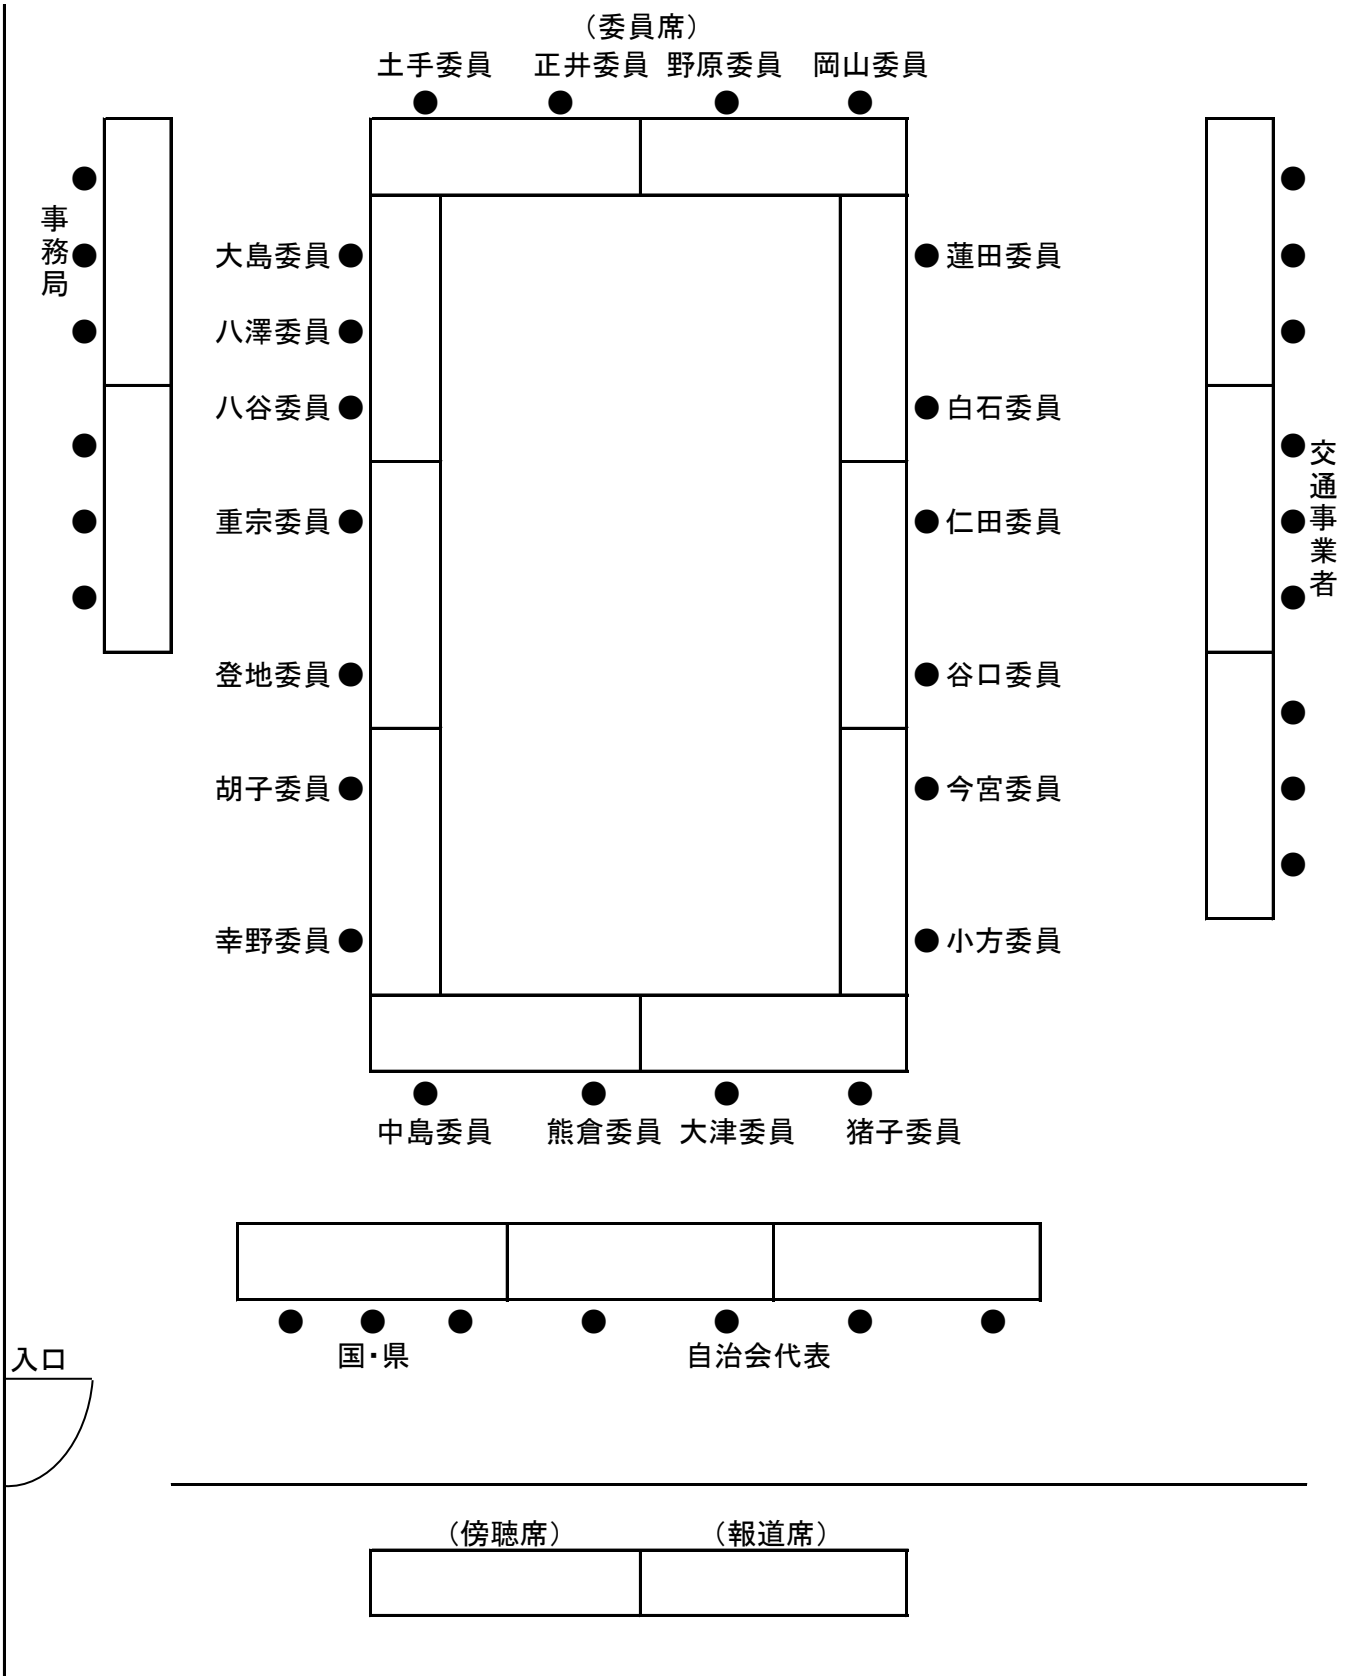 （委員席）
土手委員 正井委員 野原委員 岡山委員
事務局
大島委員 蓮田委員
八澤委員
八谷委員 白石委員
交通事業者
重宗委員 仁田委員
登地委員 谷口委員
胡子委員 今宮委員
幸野委員 小方委員
中島委員 熊倉委員 大津委員 猪子委員
国・県 自治会代表
入口
（傍聴席） （報道席）